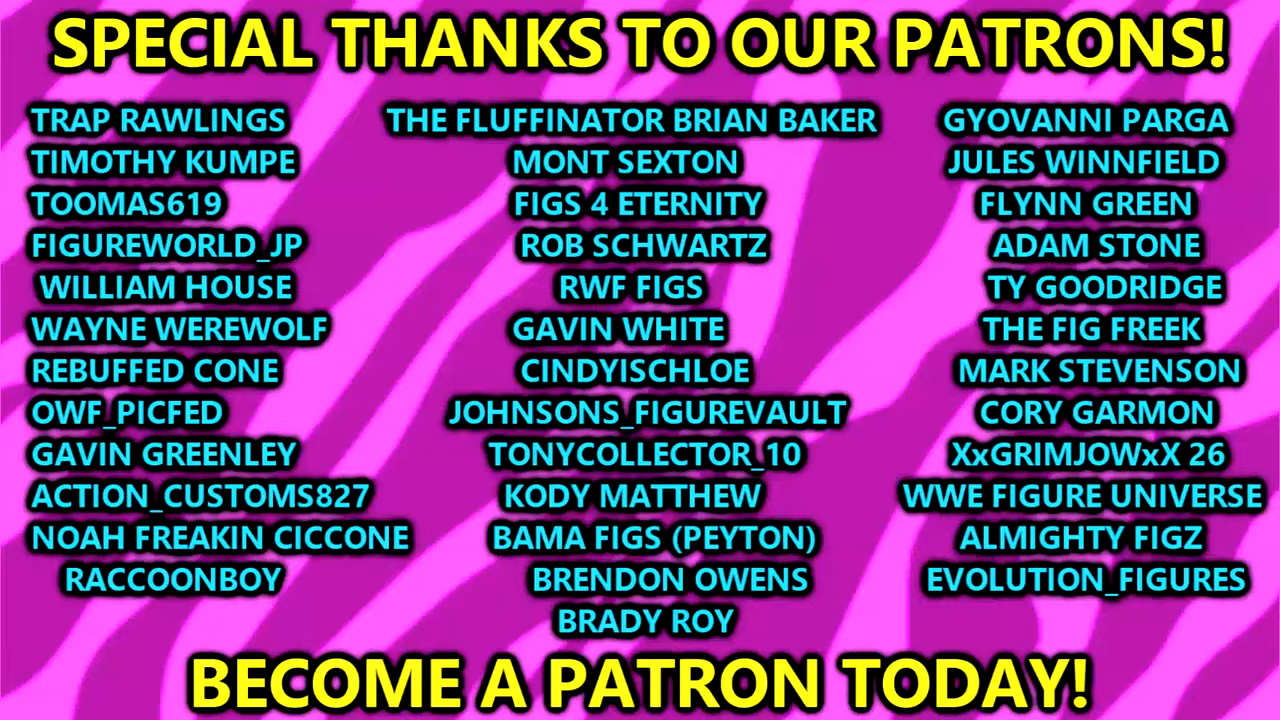 SPECIAL THANKS TO OUR PATRONS!
TRAP RAWLINGS
TIMOTHY KUMPE
TOOMAS619
FIGUREWORLD_JP
WILLIAM HOUSE
WAYNE WEREWOLF
REBUFFED CONE
OWF_PICFED
GAVIN GREENLEY
ACTION_CUSTOMS827
NOAH FREAKIN CICCONE
RACCOONBOY
THE FLUFFINATOR BRIAN BAKER
MONT SEXTON
FIGS 4 ETERNITY
ROB SCHWARTZ
RWF FIGS
GAVIN WHITE
CINDYISCHLOE
JOHNSONS_FIGUREVAULT
TONYCOLLECTOR_10
KODY MATTHEW
BAMA FIGS (PEYTON)
BRENDON OWENS
BRADY ROY
GYOVANNI PARGA
JULES WINNFIELD
FLYNN GREEN
ADAM STONE
TY GOODRIDGE
THE FIG FREEK
MARK STEVENSON
CORY GARMON
XxGRIMJOWxX 26
WWE FIGURE UNIVERSE
ALMIGHTY FIGZ
EVOLUTION_FIGURES
BECOME A PATRON TODAY!